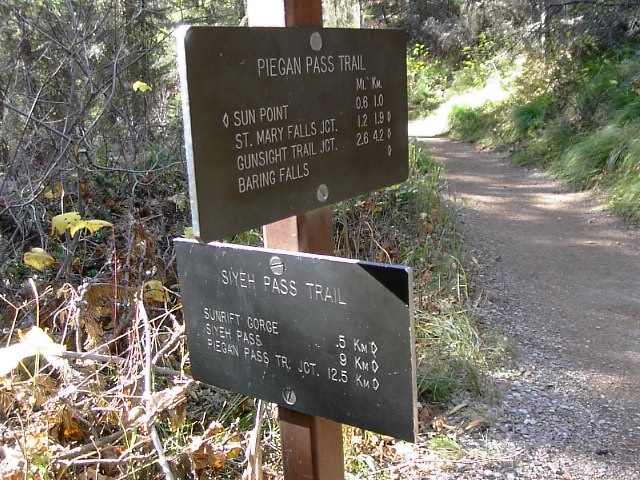 PIEGAN PASS TRAIL
MI. KM.
◊ SUN POINT 0.6 1.0
ST. MARY FALLS JCT. 1.2 1.9 ◊
GUNSIGHT TRAIL JCT. 2.6 4.2 ◊
BARING FALLS ◊
SIYEH PASS TRAIL
SUNRIFT GORGE .5 KM ◊
SIYEH PASS 9 KM ◊
PIEGAN PASS TR. JCT. 12.5 KM ◊